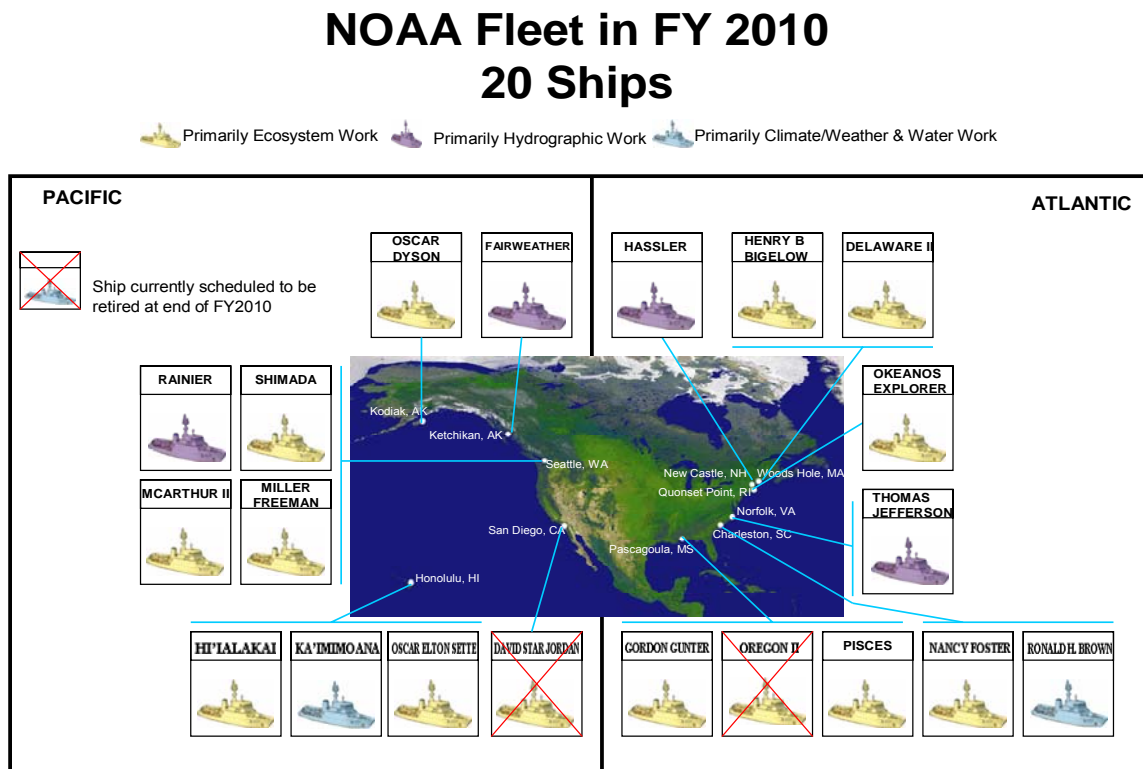 NOAA Fleet in FY 2010
20 Ships
Primarily Ecosystem Work
Primarily Hydrographic Work
Primarily Climate/Weather & Water Work
PACIFIC
ATLANTIC
Ship currently scheduled to be
retired at end of FY2010
OSCAR
DYSON
FAIRWEATHER
HASSLER
HENRY B
BIGELOW
DELAWARE II
RAINIER
SHIMADA
OKEANOS
EXPLORER
MCARTHUR II
MILLER
FREEMAN
THOMAS
JEFFERSON
Kodiak, AK
Ketchikan, AK
Seattle, WA
New Castle, NH
Woods Hole, MA
Quonset Point, RI
Norfolk, VA
San Diego, CA
Charleston, SC
Pascagoula, MS
Honolulu, HI
HI'IALAKAI
KA'IMIMOANA
OSCAR ELTON SETTE
DAVID STAR JORDAN
GORDON GUNTER
OREGON II
PISCES
NANCY FOSTER
RONALD H. BROWN